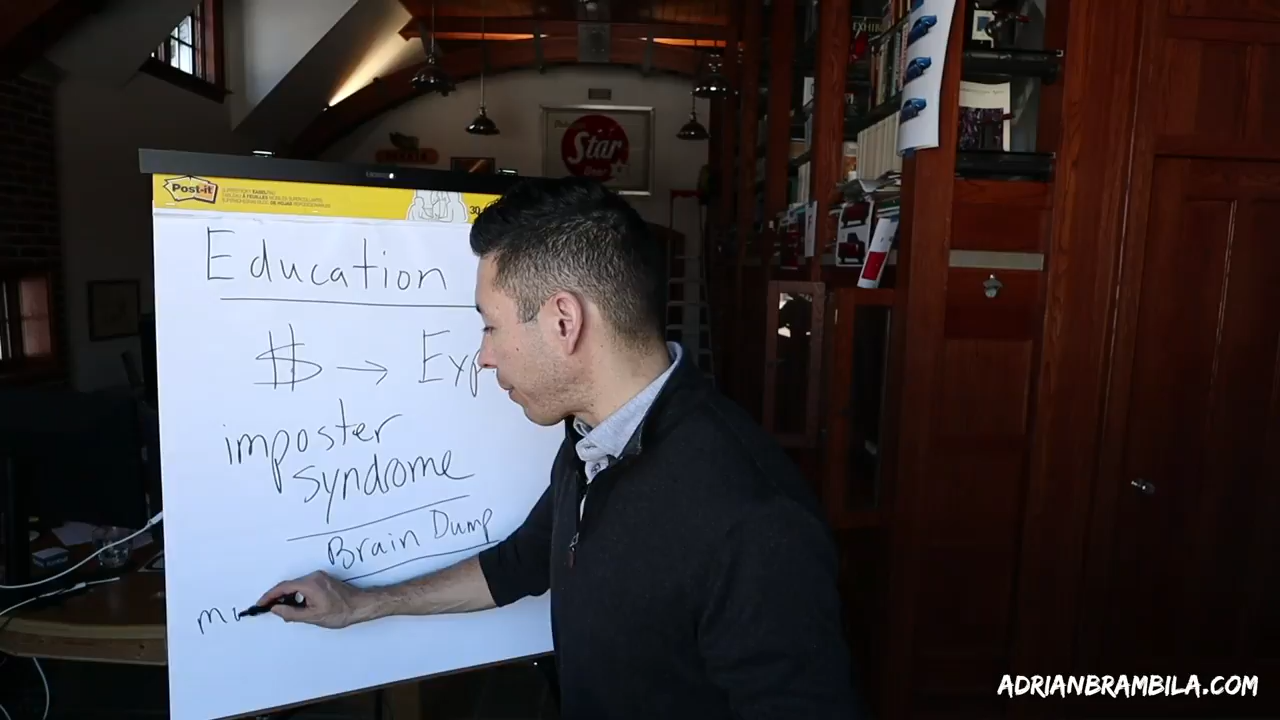 Post-it
Education
$ → Exp
imposter
syndrome
Brain Dump
Star
ADRIANBRAMBILA.COM